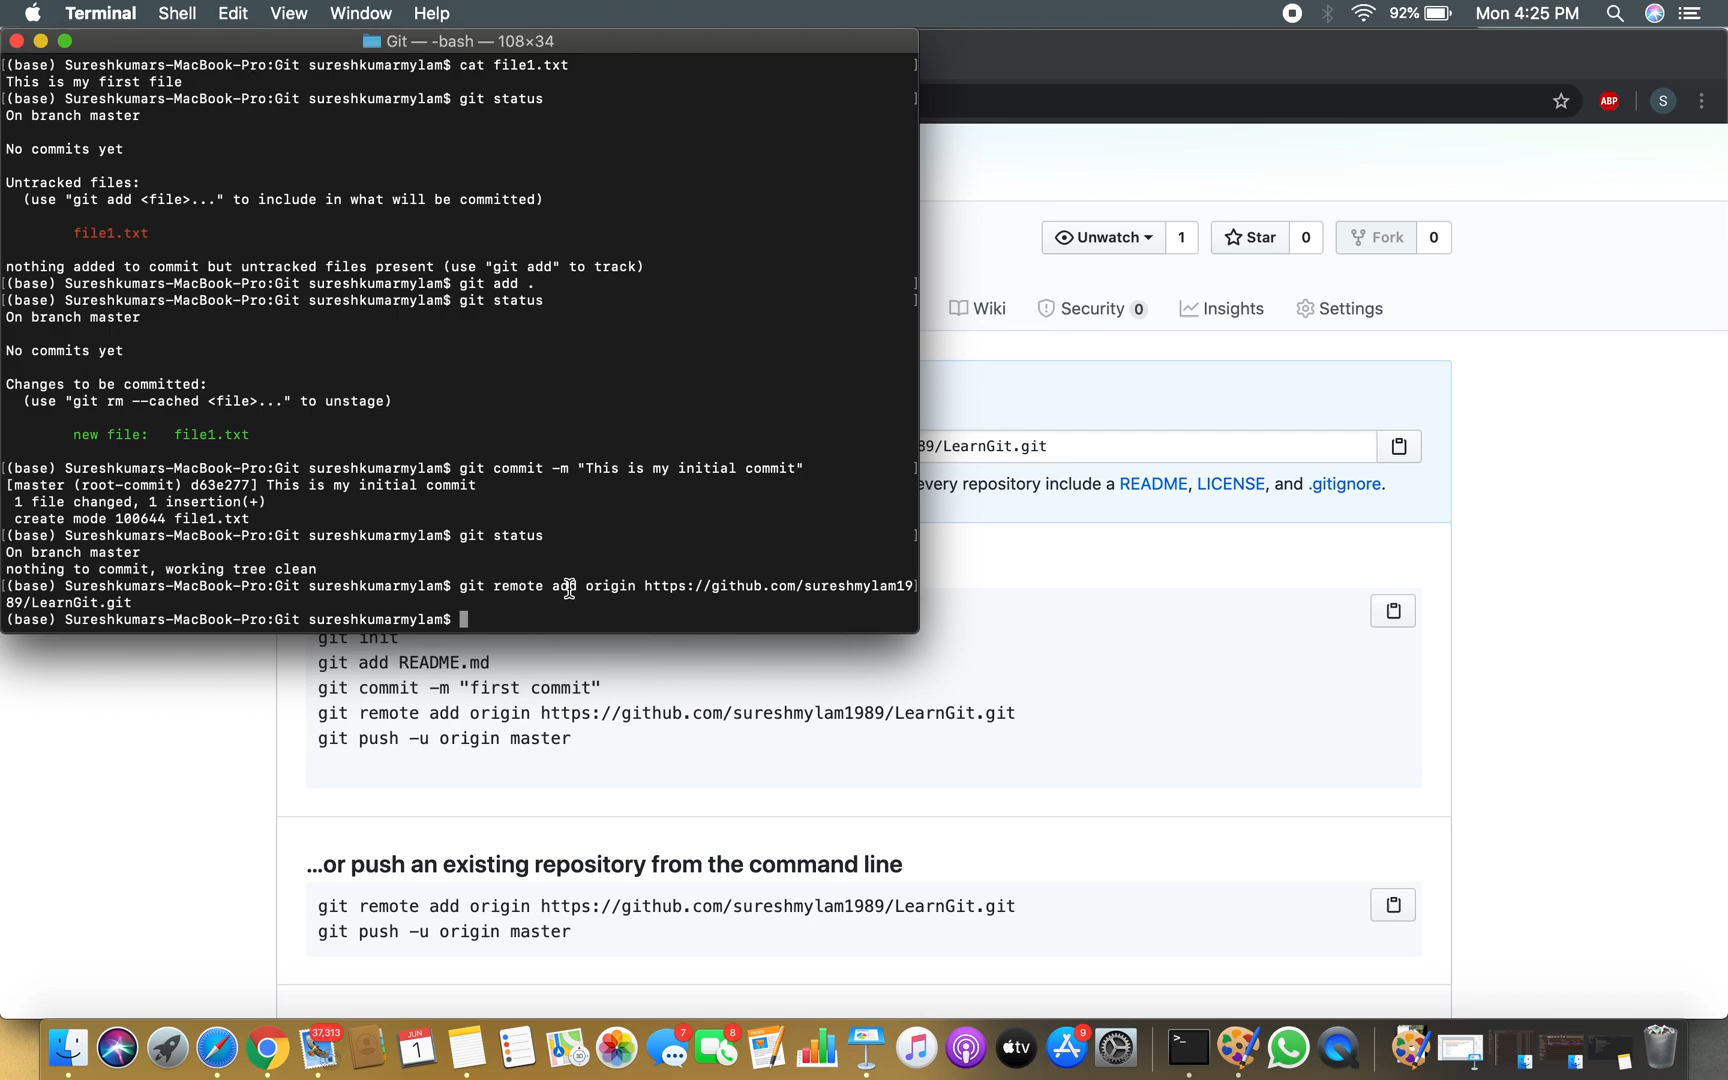 Terminal Shell Edit View Window Help 92% Mon 4:25 PM
Git — -bash — 108×34
(base) Sureshkumars-MacBook-Pro:Git sureshkumarmylam$ cat file1.txt
This is my first file
(base) Sureshkumars-MacBook-Pro:Git sureshkumarmylam$ git status
On branch master
No commits yet
Untracked files:
(use "git add <file>..." to include in what will be committed)
file1.txt
nothing added to commit but untracked files present (use "git add" to track)
(base) Sureshkumars-MacBook-Pro:Git sureshkumarmylam$ git add .
(base) Sureshkumars-MacBook-Pro:Git sureshkumarmylam$ git status
On branch master
No commits yet
Changes to be committed:
(use "git rm --cached <file>..." to unstage)
new file: file1.txt
(base) Sureshkumars-MacBook-Pro:Git sureshkumarmylam$ git commit -m "This is my initial commit"
[master (root-commit) d63e277] This is my initial commit
1 file changed, 1 insertion(+)
create mode 100644 file1.txt
(base) Sureshkumars-MacBook-Pro:Git sureshkumarmylam$ git status
On branch master
nothing to commit, working tree clean
(base) Sureshkumars-MacBook-Pro:Git sureshkumarmylam$ git remote add origin https://github.com/sureshmylam19
89/LearnGit.git
(base) Sureshkumars-MacBook-Pro:Git sureshkumarmylam$
ABP S
Unwatch 1 Star 0 Fork 0
Wiki Security 0 Insights Settings
89/LearnGit.git
every repository include a README, LICENSE, and .gitignore.
git init
git add README.md
git commit -m "first commit"
git remote add origin https://github.com/sureshmylam1989/LearnGit.git
git push -u origin master
…or push an existing repository from the command line
git remote add origin https://github.com/sureshmylam1989/LearnGit.git
git push -u origin master
37,313 JUN 1 7 8 tv 9